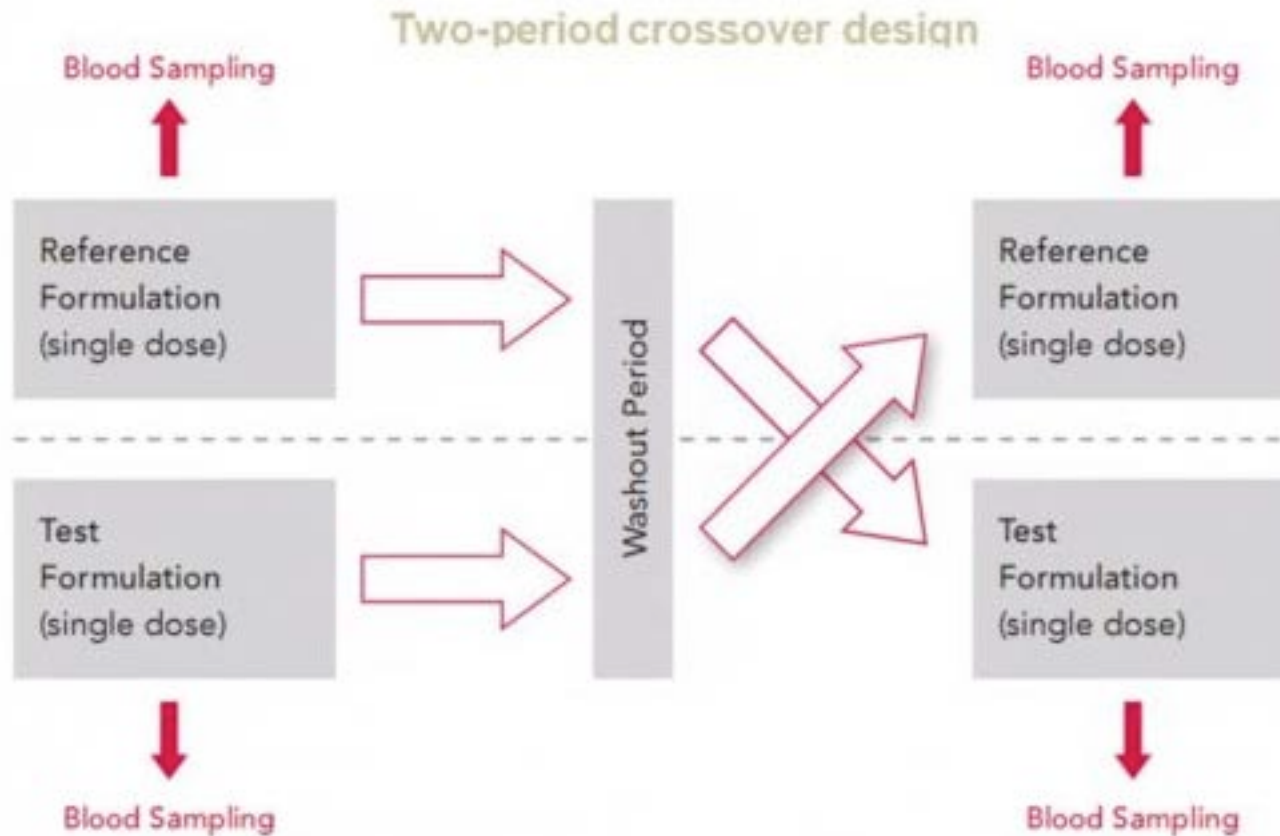 Two-period crossover design
Blood Sampling
Blood Sampling
Reference
Formulation
(single dose)
Washout Period
Reference
Formulation
(single dose)
Test
Formulation
(single dose)
Test
Formulation
(single dose)
Blood Sampling
Blood Sampling